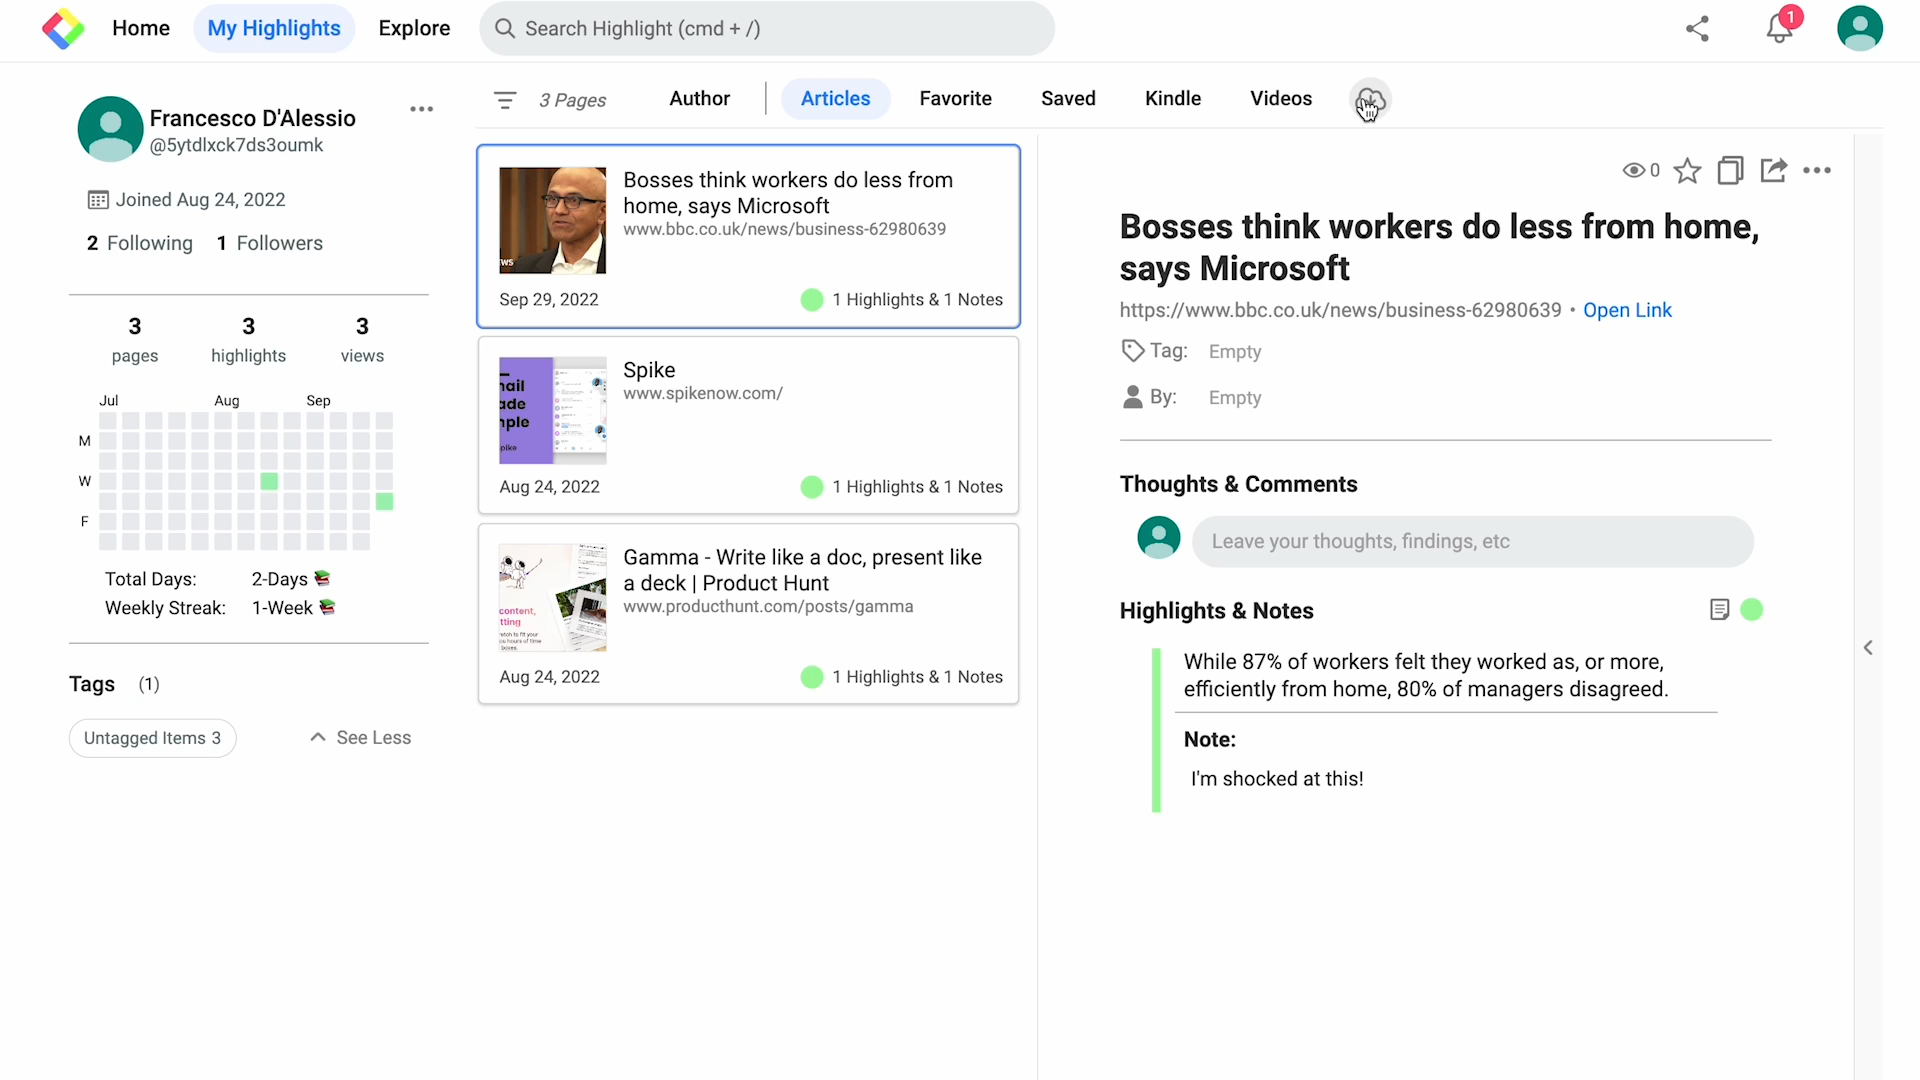 Home
My Highlights
Explore
Search Highlight (cmd + /)
1
Francesco D'Alessio
@5ytdlxck7ds3oumk
Joined Aug 24, 2022
2 Following 1 Followers
3 3 3
pages highlights views
Jul Aug Sep
M
W
F
Total Days: 2-Days
Weekly Streak: 1-Week
Tags (1)
Untagged Items 3
See Less
3 Pages
Author
Articles
Favorite
Saved
Kindle
Videos
Bosses think workers do less from
home, says Microsoft
www.bbc.co.uk/news/business-62980639
ws
Sep 29, 2022
1 Highlights & 1 Notes
Spike
www.spikenow.com/
nail
ade
nple
pike
Aug 24, 2022
1 Highlights & 1 Notes
Gamma - Write like a doc, present like
a deck | Product Hunt
www.producthunt.com/posts/gamma
content,
tting
Aug 24, 2022
1 Highlights & 1 Notes
0
Bosses think workers do less from home,
says Microsoft
https://www.bbc.co.uk/news/business-62980639 • Open Link
Tag: Empty
By: Empty
Thoughts & Comments
Leave your thoughts, findings, etc
Highlights & Notes
While 87% of workers felt they worked as, or more,
efficiently from home, 80% of managers disagreed.
Note:
I'm shocked at this!